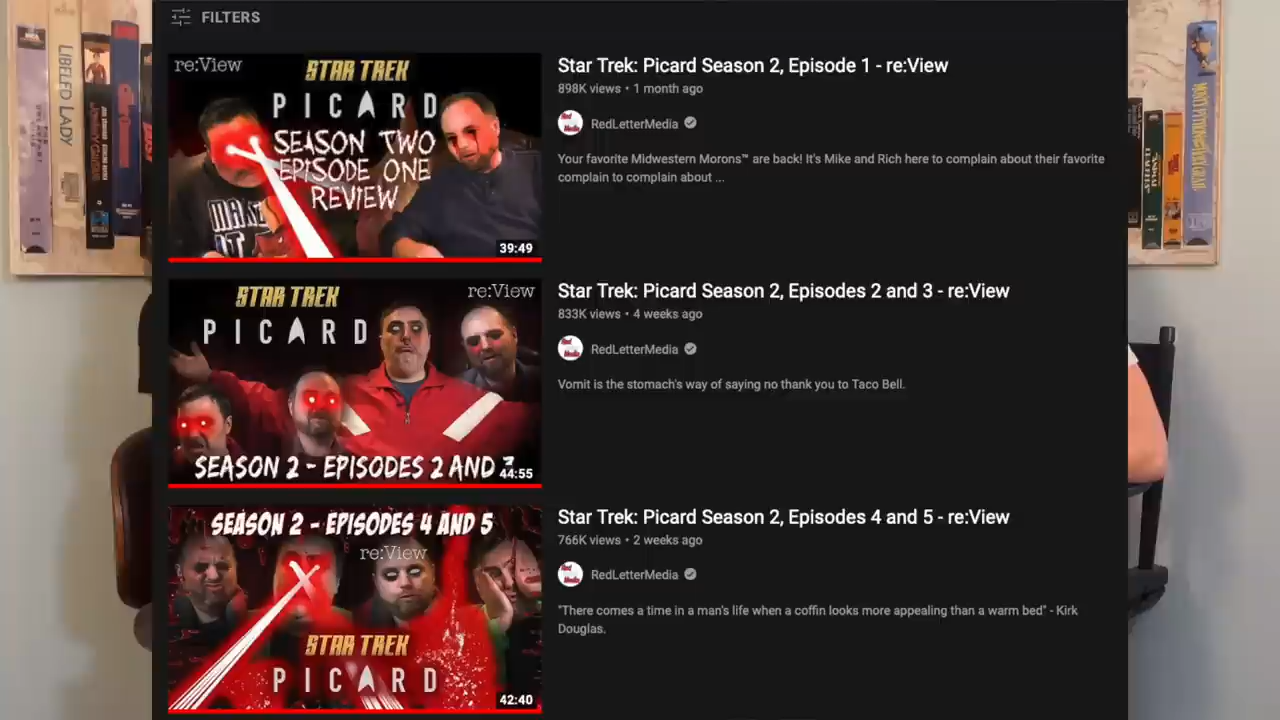 FILTERS
LIBELED LADY
re:View
STAR TREK
PICARD
SEASON TWO
EPISODE ONE
REVIEW
MAKE
IT
39:49
Star Trek: Picard Season 2, Episode 1 - re:View
898K views • 1 month ago
RedLetterMedia
Your favorite Midwestern Morons™ are back! It's Mike and Rich here to complain about their favorite
complain to complain about ...
STAR TREK
re:View
PICARD
SEASON 2 - EPISODES 2 AND 3
44:55
Star Trek: Picard Season 2, Episodes 2 and 3 - re:View
833K views • 4 weeks ago
RedLetterMedia
Vomit is the stomach's way of saying no thank you to Taco Bell.
SEASON 2 - EPISODES 4 AND 5
re:View
STAR TREK
PICARD
42:40
Star Trek: Picard Season 2, Episodes 4 and 5 - re:View
766K views • 2 weeks ago
RedLetterMedia
"There comes a time in a man's life when a coffin looks more appealing than a warm bed" - Kirk
Douglas.